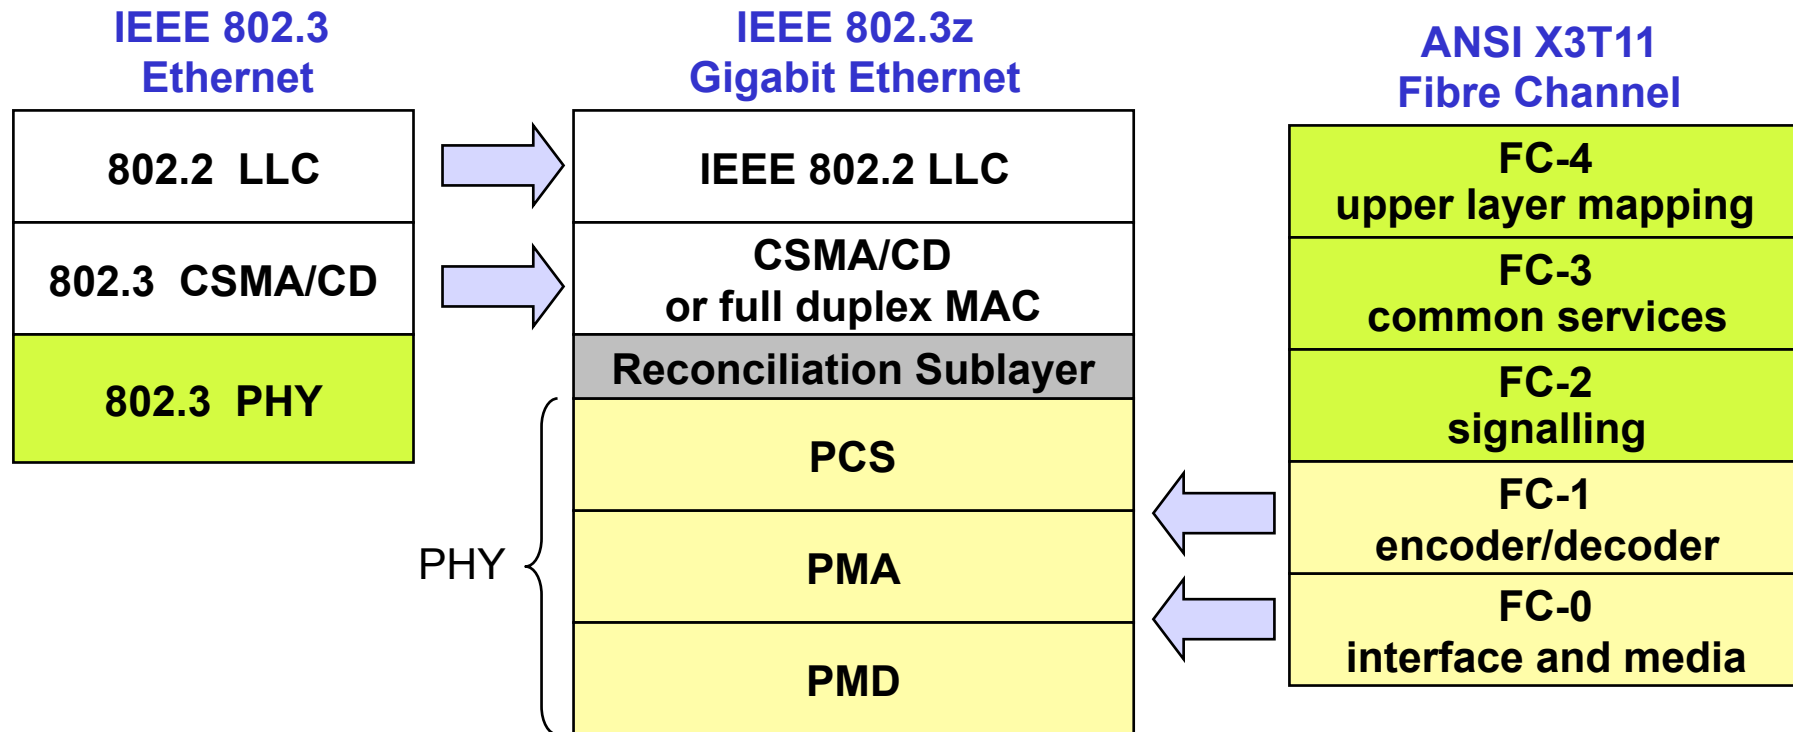 IEEE 802.3
Ethernet
802.2 LLC
802.3 CSMA/CD
802.3 PHY
IEEE 802.3z
Gigabit Ethernet
IEEE 802.2 LLC
CSMA/CD
or full duplex MAC
Reconciliation Sublayer
PHY
PCS
PMA
PMD
ANSI X3T11
Fibre Channel
FC-4
upper layer mapping
FC-3
common services
FC-2
signalling
FC-1
encoder/decoder
FC-0
interface and media